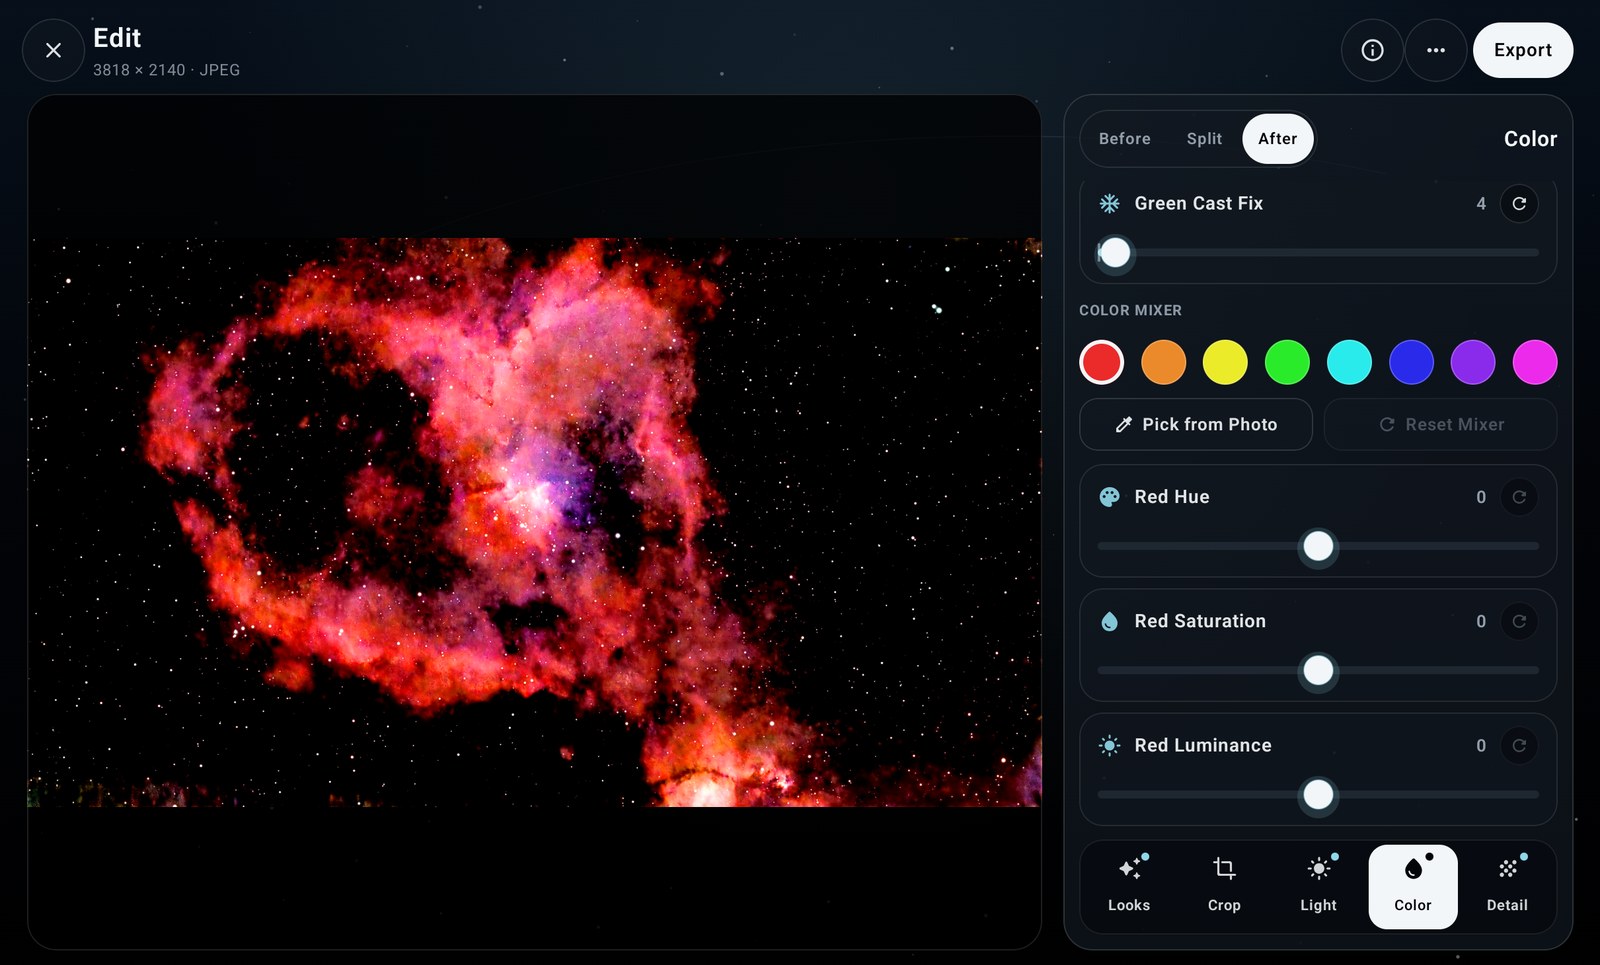 Edit
3818 × 2140 · JPEG
Export
Before
Split
After
Color
Green Cast Fix
4
COLOR MIXER
Pick from Photo
Reset Mixer
Red Hue
0
Red Saturation
0
Red Luminance
0
Looks
Crop
Light
Color
Detail